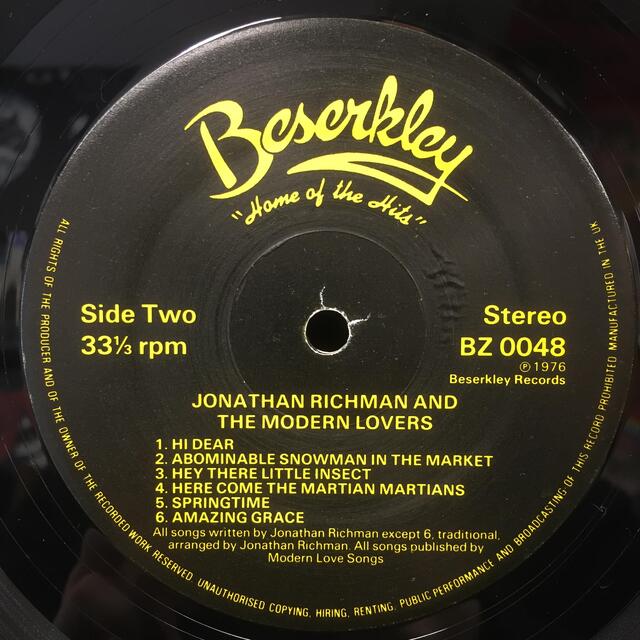 Beserkley
"Home of the Hits"
Side Two
33⅓ rpm
Stereo
BZ 0048
℗ 1976
Beserkley Records
JONATHAN RICHMAN AND
THE MODERN LOVERS
1. HI DEAR
2. ABOMINABLE SNOWMAN IN THE MARKET
3. HEY THERE LITTLE INSECT
4. HERE COME THE MARTIAN MARTIANS
5. SPRINGTIME
6. AMAZING GRACE
All songs written by Jonathan Richman except 6, traditional,
arranged by Jonathan Richman. All songs published by
Modern Love Songs
ALL RIGHTS OF THE PRODUCER AND OF THE OWNER OF THE RECORDED WORK RESERVED. UNAUTHORISED COPYING, HIRING, RENTING, PUBLIC PERFORMANCE AND BROADCASTING OF THIS RECORD PROHIBITED MANUFACTURED IN THE UK